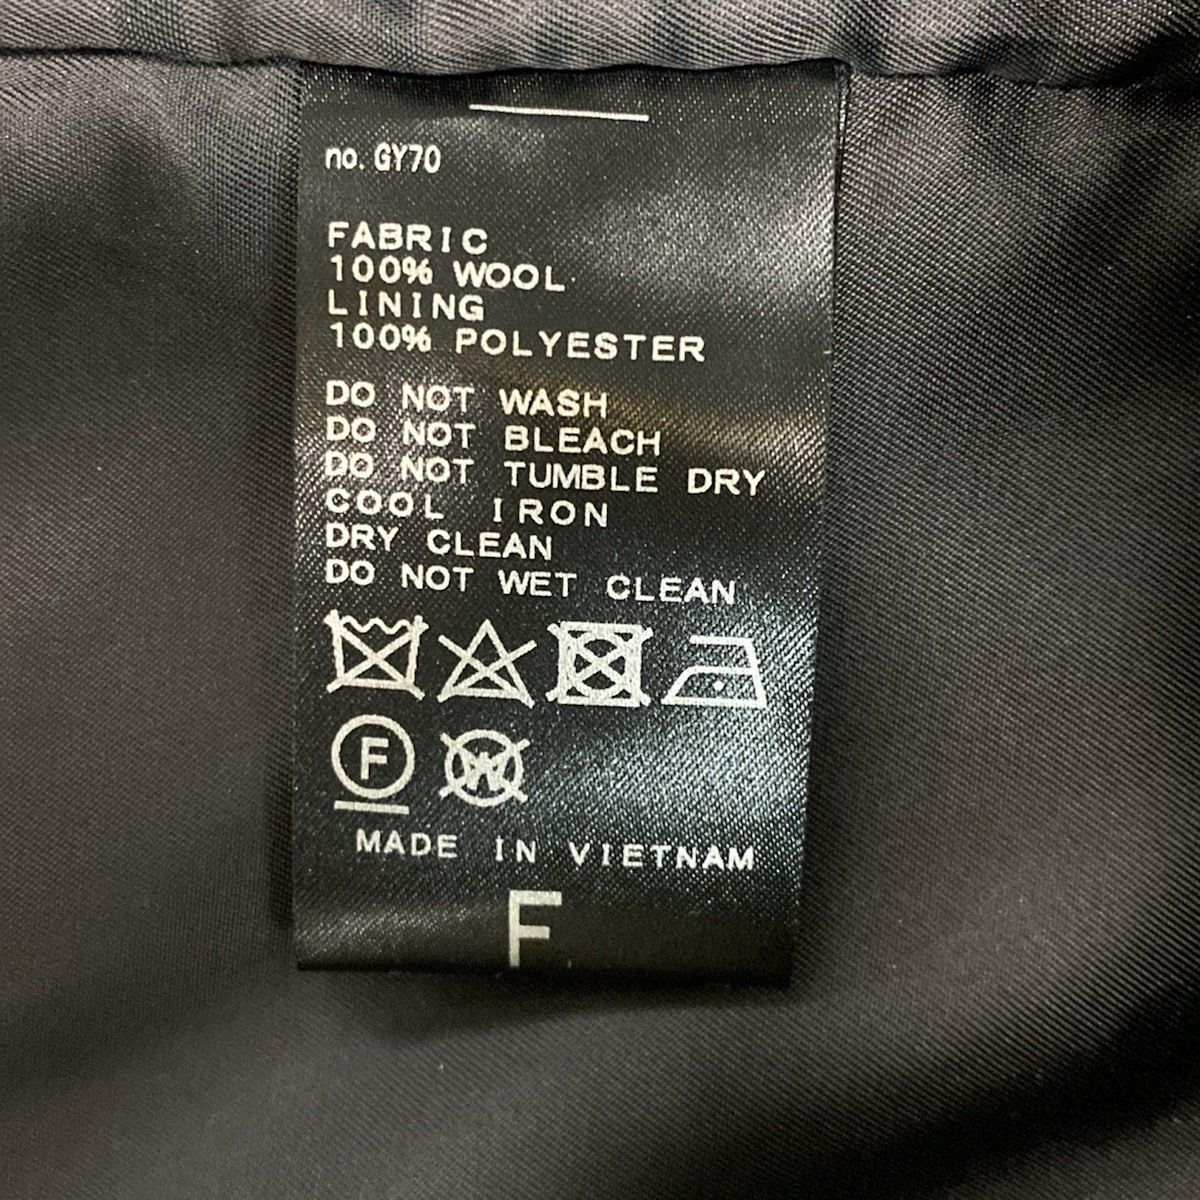 no. GY70
FABRIC
100% WOOL
LINING
100% POLYESTER
DO NOT WASH
DO NOT BLEACH
DO NOT TUMBLE DRY
COOL IRON
DRY CLEAN
DO NOT WET CLEAN
F W
MADE IN VIETNAM
F